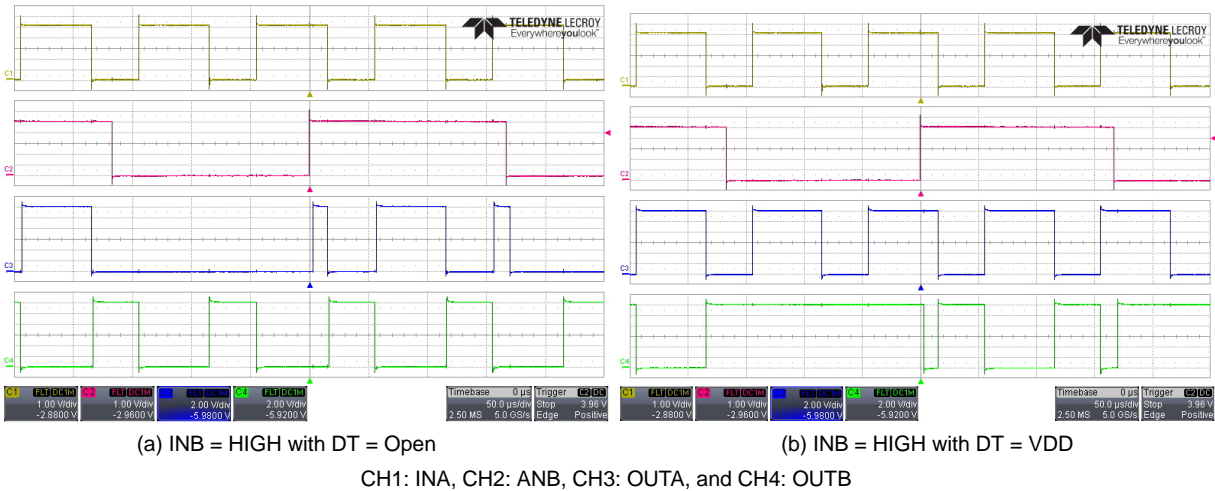 TELEDYNE LECROY
Everywhereyoulook™
C1
C2
C3
C4
C1 FLT DC1M
1.00 V/div
-2.8800 V
C2 FLT DC1M
1.00 V/div
-2.9600 V
2.00 V/div
-5.9800 V
C4 FLT DC1M
2.00 V/div
-5.9200 V
Timebase 0 µs
50.0 µs/div
2.50 MS 5.0 GS/s
Trigger C2 DC
Stop 3.96 V
Edge Positive
(a) INB = HIGH with DT = Open
TELEDYNE LECROY
Everywhereyoulook™
C1
C2
C3
C4
C1 FLT DC1M
1.00 V/div
-2.8800 V
C2 FLT DC1M
1.00 V/div
-2.9600 V
2.00 V/div
-5.9800 V
C4 FLT DC1M
2.00 V/div
-5.9200 V
Timebase 0 µs
50.0 µs/div
2.50 MS 5.0 GS/s
Trigger C2 DC
Stop 3.96 V
Edge Positive
(b) INB = HIGH with DT = VDD
CH1: INA, CH2: ANB, CH3: OUTA, and CH4: OUTB